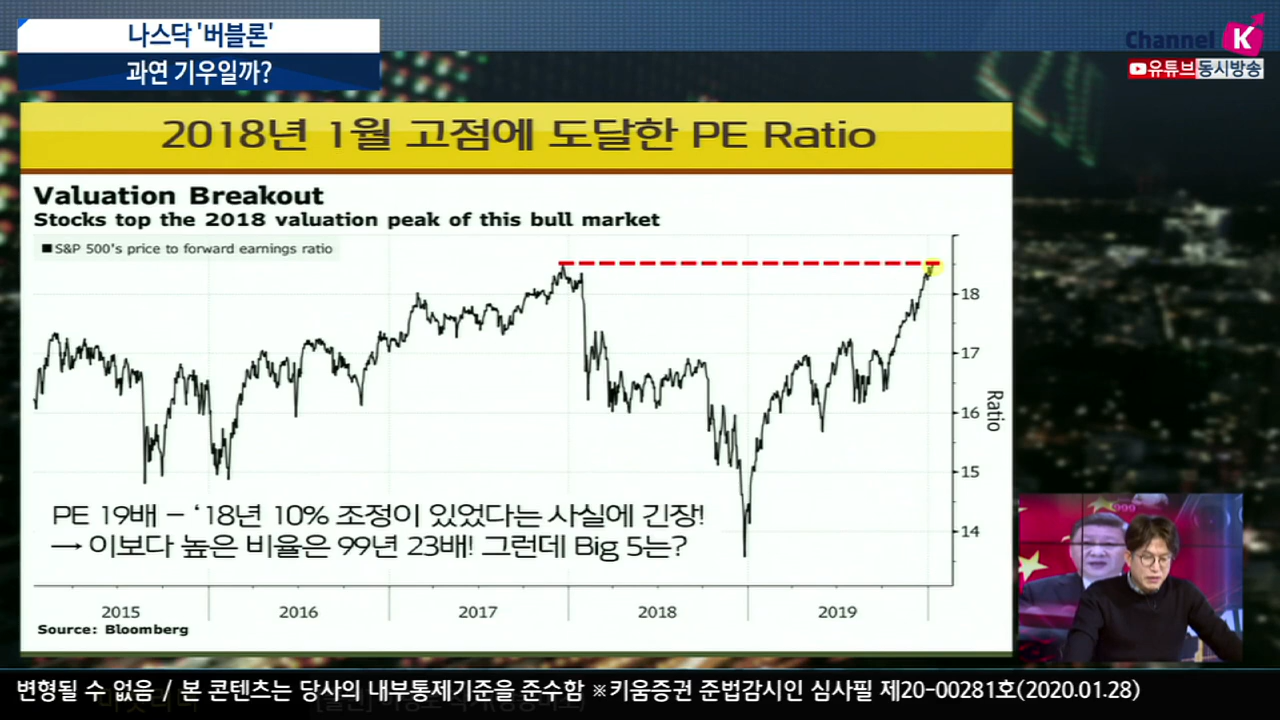 나스닥 '버블론'
과연 기우일까?
Channel K
유튜브 동시방송
2018년 1월 고점에 도달한 PE Ratio
Valuation Breakout
Stocks top the 2018 valuation peak of this bull market
S&P 500's price to forward earnings ratio
18
17
16
15
14
Ratio
PE 19배 – '18년 10% 조정이 있었다는 사실에 긴장!
→ 이보다 높은 비율은 99년 23배! 그런데 Big 5는?
2015 2016 2017 2018 2019
Source: Bloomberg
변형될 수 없음 / 본 콘텐츠는 당사의 내부통제기준을 준수함 ※키움증권 준법감시인 심사필 제20-00281호(2020.01.28)